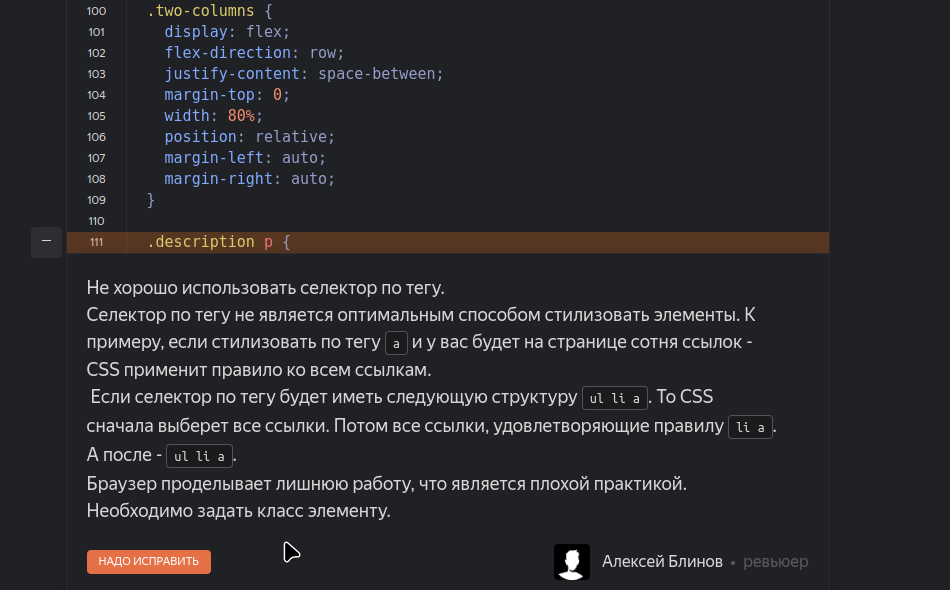 100 .two-columns {
101 display: flex;
102 flex-direction: row;
103 justify-content: space-between;
104 margin-top: 0;
105 width: 80%;
106 position: relative;
107 margin-left: auto;
108 margin-right: auto;
109 }
110
111 .description p {
Не хорошо использовать селектор по тегу.
Селектор по тегу не является оптимальным способом стилизовать элементы. К
примеру, если стилизовать по тегу a и у вас будет на странице сотня ссылок -
CSS применит правило ко всем ссылкам.
Если селектор по тегу будет иметь следующую структуру ul li a. То CSS
сначала выберет все ссылки. Потом все ссылки, удовлетворяющие правилу li a.
А после - ul li a.
Браузер проделывает лишнюю работу, что является плохой практикой.
Необходимо задать класс элементу.
НАДО ИСПРАВИТЬ
Алексей Блинов • ревьюер